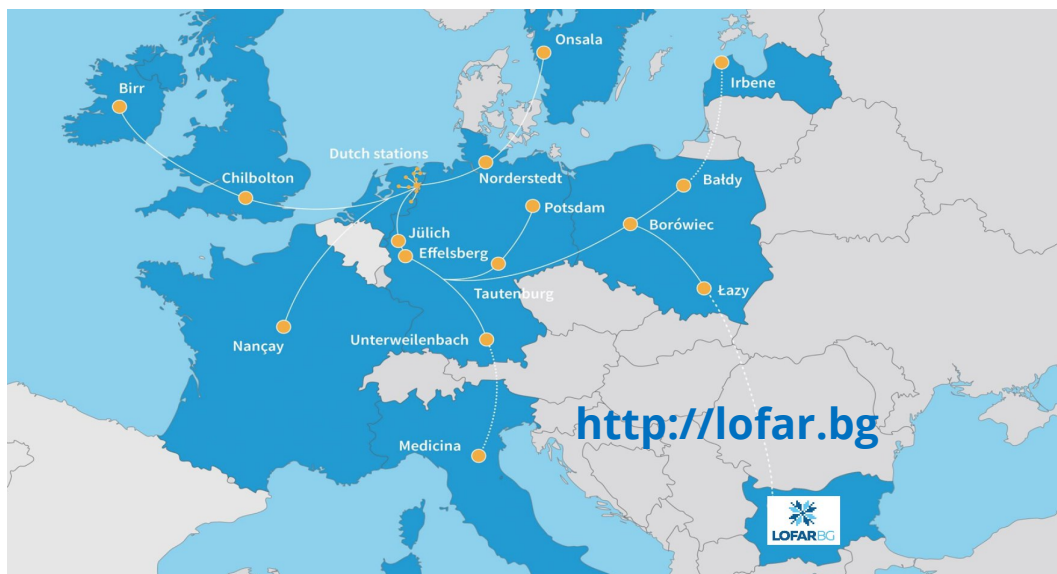 Onsala
Birr
Irbene
Dutch stations
Chilbolton
Norderstedt
Bałdy
Potsdam
Borówiec
Jülich
Effelsberg
Łazy
Tautenburg
Unterweilenbach
Nançay
http://lofar.bg
Medicina
LOFARBG